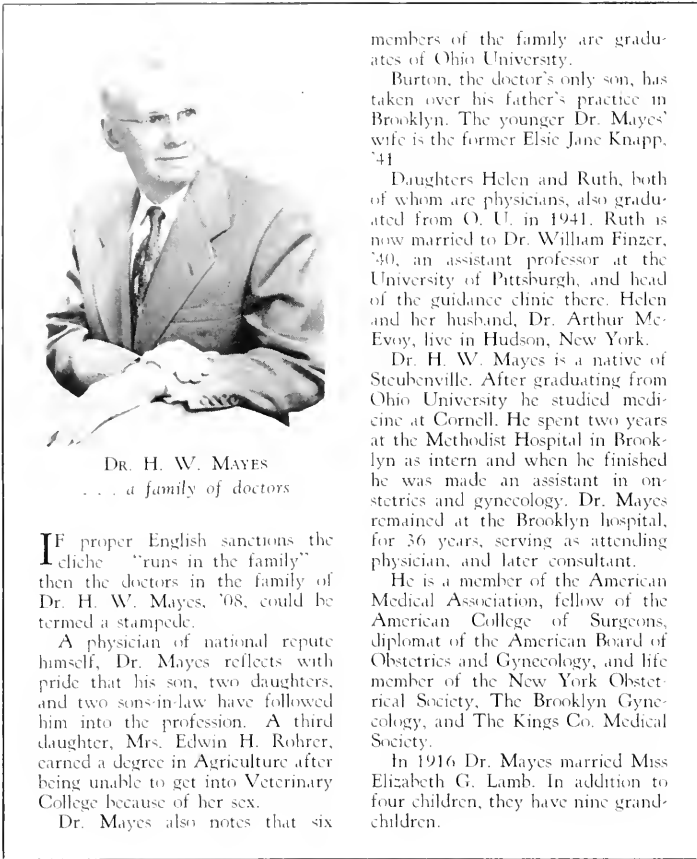 DR. H. W. MAYES
. . . a family of doctors
IF proper English sanctions the
cliche "runs in the family"
then the doctors in the family of
Dr. H. W. Mayes, '08, could be
termed a stampede.
A physician of national repute
himself, Dr. Mayes reflects with
pride that his son, two daughters,
and two sons-in-law have followed
him into the profession. A third
daughter, Mrs. Edwin H. Rohrer,
earned a degree in Agriculture after
being unable to get into Veterinary
College because of her sex.
Dr. Mayes also notes that six
members of the family are gradu-
ates of Ohio University.
Burton, the doctor's only son, has
taken over his father's practice in
Brooklyn. The younger Dr. Mayes'
wife is the former Elsie Jane Knapp,
'41
Daughters Helen and Ruth, both
of whom are physicians, also gradu-
ated from O. U. in 1941. Ruth is
now married to Dr. William Finzer,
'40, an assistant professor at the
University of Pittsburgh, and head
of the guidance clinic there. Helen
and her husband, Dr. Arthur Mc-
Evoy, live in Hudson, New York.
Dr. H. W. Mayes is a native of
Steubenville. After graduating from
Ohio University he studied medi-
cine at Cornell. He spent two years
at the Methodist Hospital in Brook-
lyn as intern and when he finished
he was made an assistant in on-
stetrics and gynecology. Dr. Mayes
remained at the Brooklyn hospital,
for 36 years, serving as attending
physician, and later consultant.
He is a member of the American
Medical Association, fellow of the
American College of Surgeons,
diplomat of the American Board of
Obstetrics and Gynecology, and life
member of the New York Obstet-
rical Society, The Brooklyn Gyne-
cology, and The Kings Co. Medical
Society.
In 1916 Dr. Mayes married Miss
Elizabeth G. Lamb. In addition to
four children, they have nine grand-
children.